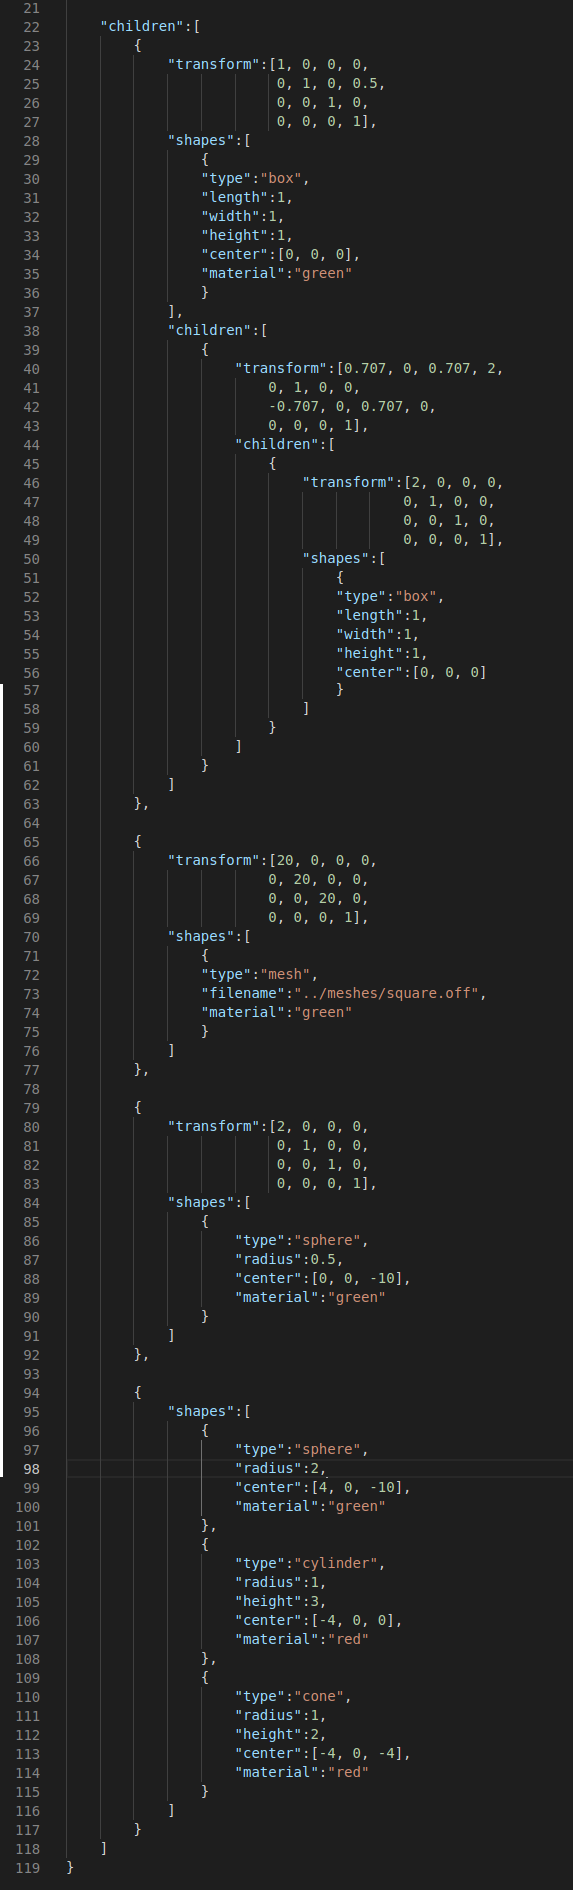 21
22 "children":[
23 {
24 "transform":[1, 0, 0, 0,
25 0, 1, 0, 0.5,
26 0, 0, 1, 0,
27 0, 0, 0, 1],
28 "shapes":[
29 {
30 "type":"box",
31 "length":1,
32 "width":1,
33 "height":1,
34 "center":[0, 0, 0],
35 "material":"green"
36 }
37 ],
38 "children":[
39 {
40 "transform":[0.707, 0, 0.707, 2,
41 0, 1, 0, 0,
42 -0.707, 0, 0.707, 0,
43 0, 0, 0, 1],
44 "children":[
45 {
46 "transform":[2, 0, 0, 0,
47 0, 1, 0, 0,
48 0, 0, 1, 0,
49 0, 0, 0, 1],
50 "shapes":[
51 {
52 "type":"box",
53 "length":1,
54 "width":1,
55 "height":1,
56 "center":[0, 0, 0]
57 }
58 ]
59 }
60 ]
61 }
62 ]
63 },
64
65 {
66 "transform":[20, 0, 0, 0,
67 0, 20, 0, 0,
68 0, 0, 20, 0,
69 0, 0, 0, 1],
70 "shapes":[
71 {
72 "type":"mesh",
73 "filename":"../meshes/square.off",
74 "material":"green"
75 }
76 ]
77 },
78
79 {
80 "transform":[2, 0, 0, 0,
81 0, 1, 0, 0,
82 0, 0, 1, 0,
83 0, 0, 0, 1],
84 "shapes":[
85 {
86 "type":"sphere",
87 "radius":0.5,
88 "center":[0, 0, -10],
89 "material":"green"
90 }
91 ]
92 },
93
94 {
95 "shapes":[
96 {
97 "type":"sphere",
98 "radius":2,
99 "center":[4, 0, -10],
100 "material":"green"
101 },
102 {
103 "type":"cylinder",
104 "radius":1,
105 "height":3,
106 "center":[-4, 0, 0],
107 "material":"red"
108 },
109 {
110 "type":"cone",
111 "radius":1,
112 "height":2,
113 "center":[-4, 0, -4],
114 "material":"red"
115 }
116 ]
117 }
118 ]
119 }